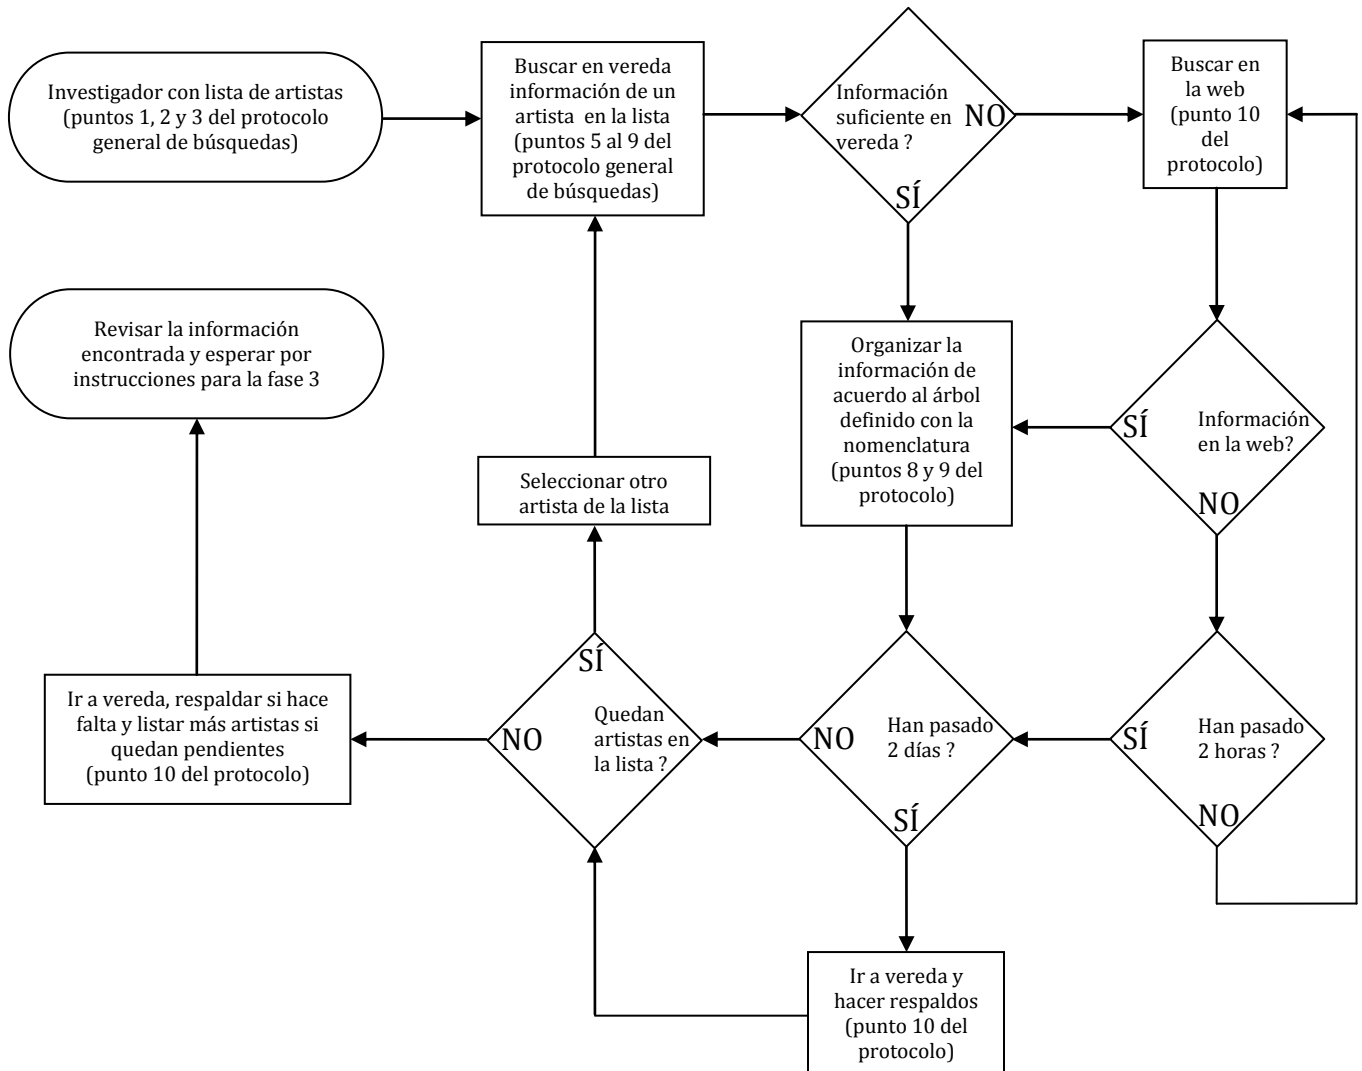 Investigador con lista de artistas
(puntos 1, 2 y 3 del protocolo
general de búsquedas)
Buscar en vereda
información de un
artista en la lista
(puntos 5 al 9 del
protocolo general
de búsquedas)
Información
suficiente en
vereda ?
NO
SÍ
Buscar en
la web
(punto 10
del
protocolo)
Revisar la información
encontrada y esperar por
instrucciones para la fase 3
Organizar la
información de
acuerdo al árbol
definido con la
nomenclatura
(puntos 8 y 9 del
protocolo)
SÍ
Información
en la web?
NO
Seleccionar otro
artista de la lista
Ir a vereda, respaldar si hace
falta y listar más artistas si
quedan pendientes
(punto 10 del protocolo)
SÍ
NO
Quedan
artistas en
la lista ?
NO
Han pasado
2 días ?
SÍ
SÍ
Han pasado
2 horas ?
NO
Ir a vereda y
hacer respaldos
(punto 10 del
protocolo)